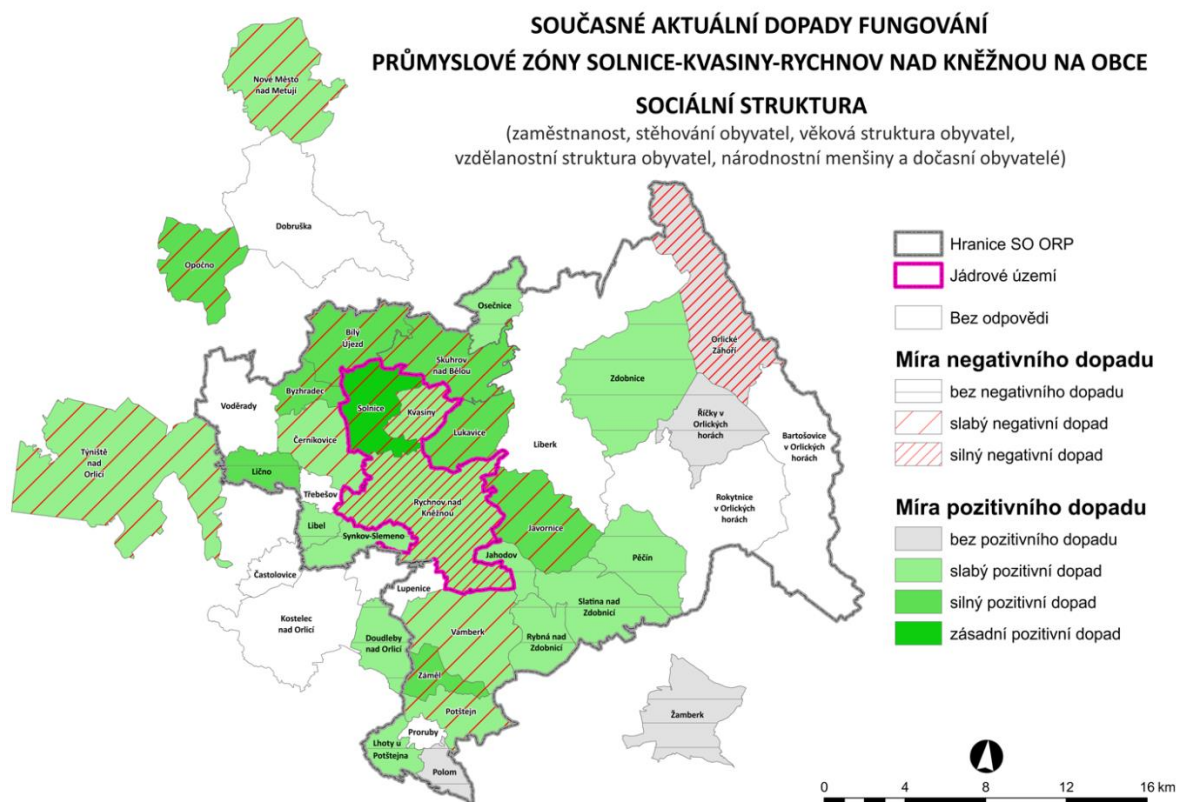 SOUČASNÉ AKTUÁLNÍ DOPADY FUNGOVÁNÍ
PRŮMYSLOVÉ ZÓNY SOLNICE-KVASINY-RYCHNOV NAD KNĚŽNOU NA OBCE
SOCIÁLNÍ STRUKTURA
(zaměstnanost, stěhování obyvatel, věková struktura obyvatel,
vzdělanostní struktura obyvatel, národnostní menšiny a dočasní obyvatelé)
Nové Město
nad Metují
Dobruška
Opočno
Osečnice
Bílý
Újezd
Skuhrov
nad Bělou
Byzhradec
Solnice
Kvasiny
Voděrady
Černíkovice
Lukavice
Týniště
nad
Orlicí
Lično
Třebešov
Rychnov nad
Kněžnou
Libel
Synkov-Slemeno
Javornice
Jahodov
Liberk
Zdobnice
Orlické
Záhoří
Říčky v
Orlických
horách
Bartošovice
v Orlických
horách
Rokytnice
v Orlických
horách
Pěčín
Častolovice
Lupenice
Kostelec
nad Orlicí
Slatina nad
Zdobnicí
Doudleby
nad Orlicí
Vamberk
Rybná nad
Zdobnicí
Záměl
Potštejn
Proruby
Lhoty u
Potštejna
Polom
Žamberk
Hranice SO ORP
Jádrové území
Bez odpovědi
Míra negativního dopadu
bez negativního dopadu
slabý negativní dopad
silný negativní dopad
Míra pozitivního dopadu
bez pozitivního dopadu
slabý pozitivní dopad
silný pozitivní dopad
zásadní pozitivní dopad
0 4 8 12 16 km